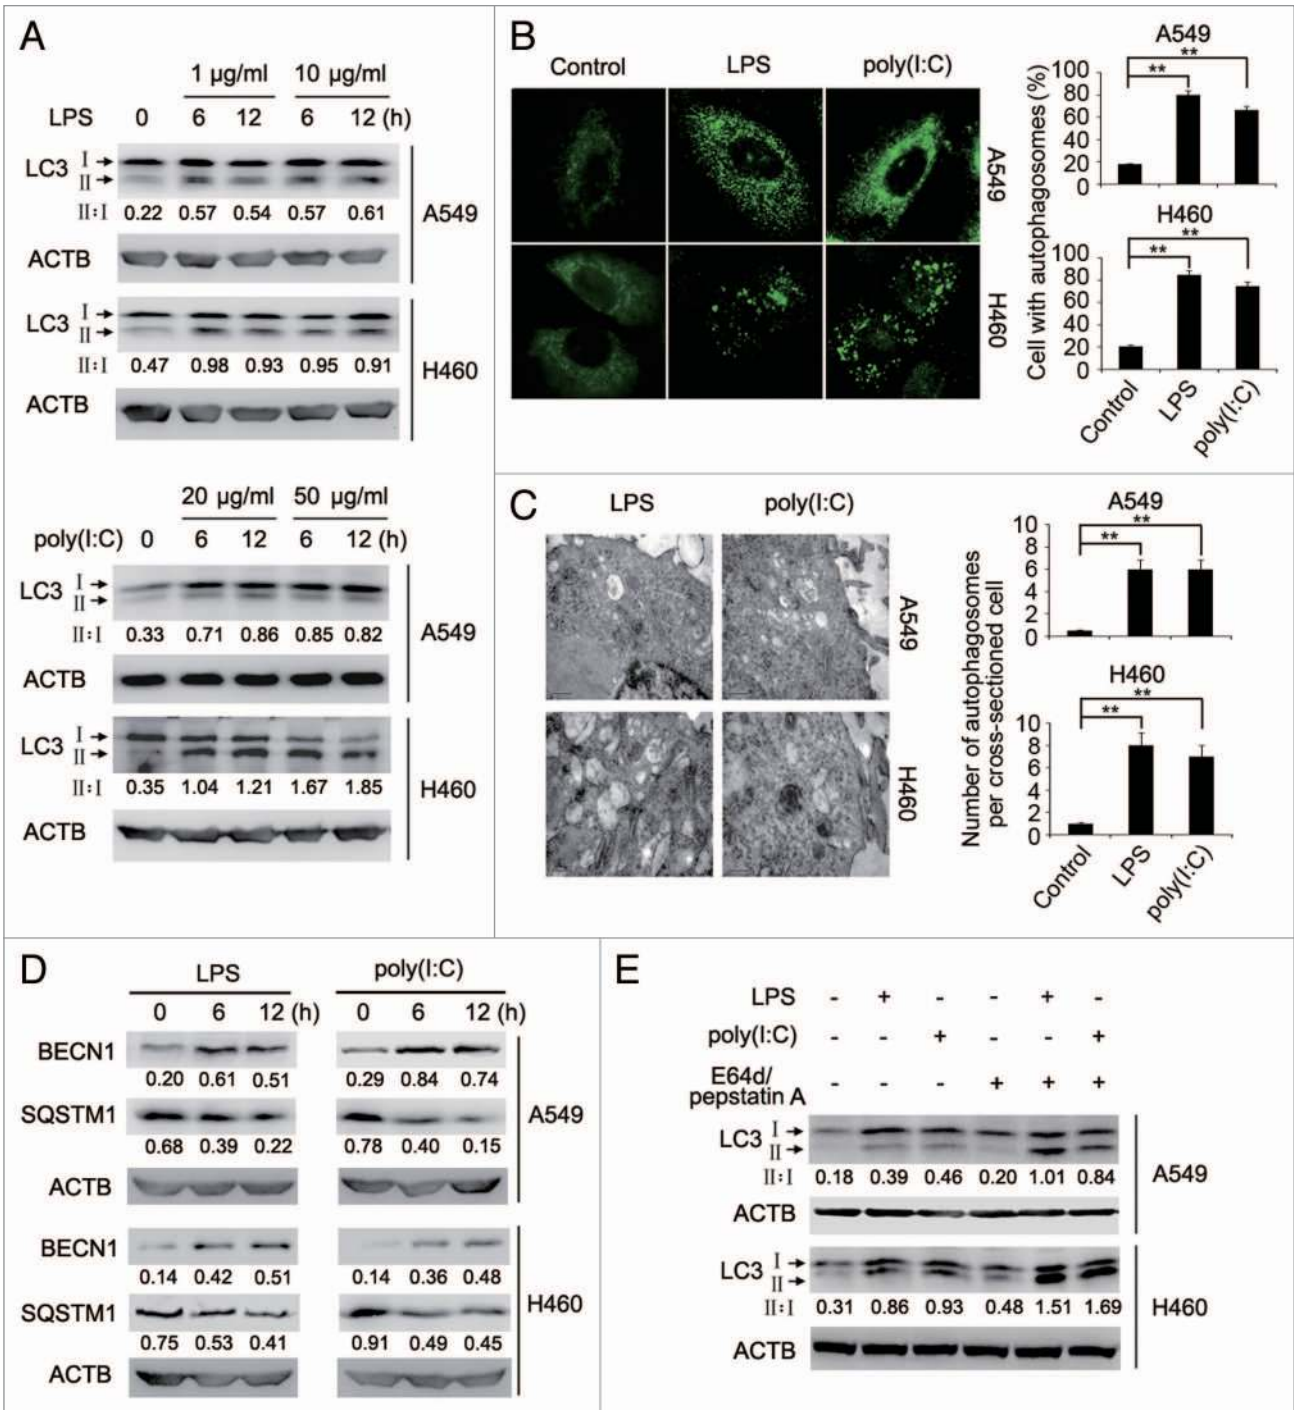 A
1 µg/ml 10 µg/ml
LPS 0 6 12 6 12 (h)
LC3 I
II
II:I 0.22 0.57 0.54 0.57 0.61
A549
ACTB
LC3 I
II
II:I 0.47 0.98 0.93 0.95 0.91
H460
ACTB
20 µg/ml 50 µg/ml
poly(I:C) 0 6 12 6 12 (h)
LC3 I
II
II:I 0.33 0.71 0.86 0.85 0.82
A549
ACTB
LC3 I
II
II:I 0.35 1.04 1.21 1.67 1.85
H460
ACTB
B
Control LPS poly(I:C)
A549
H460
Cell with autophagosomes (%)
A549
**
**
100
80
60
40
20
0
H460
**
**
100
80
60
40
20
0
Control LPS poly(I:C)
C
LPS poly(I:C)
A549
H460
Number of autophagosomes
per cross-sectioned cell
A549
**
**
10
8
6
4
2
0
H460
**
**
10
8
6
4
2
0
Control LPS poly(I:C)
D
LPS poly(I:C)
0 6 12 (h) 0 6 12 (h)
BECN1
0.20 0.61 0.51 0.29 0.84 0.74
SQSTM1
A549
0.68 0.39 0.22 0.78 0.40 0.15
ACTB
BECN1
0.14 0.42 0.51 0.14 0.36 0.48
SQSTM1
H460
0.75 0.53 0.41 0.91 0.49 0.45
ACTB
E
LPS - + - - + -
poly(I:C) - - + - - +
E64d/
pepstatin A - - - + + +
LC3 I
II
II:I 0.18 0.39 0.46 0.20 1.01 0.84
A549
ACTB
LC3 I
II
II:I 0.31 0.86 0.93 0.48 1.51 1.69
H460
ACTB